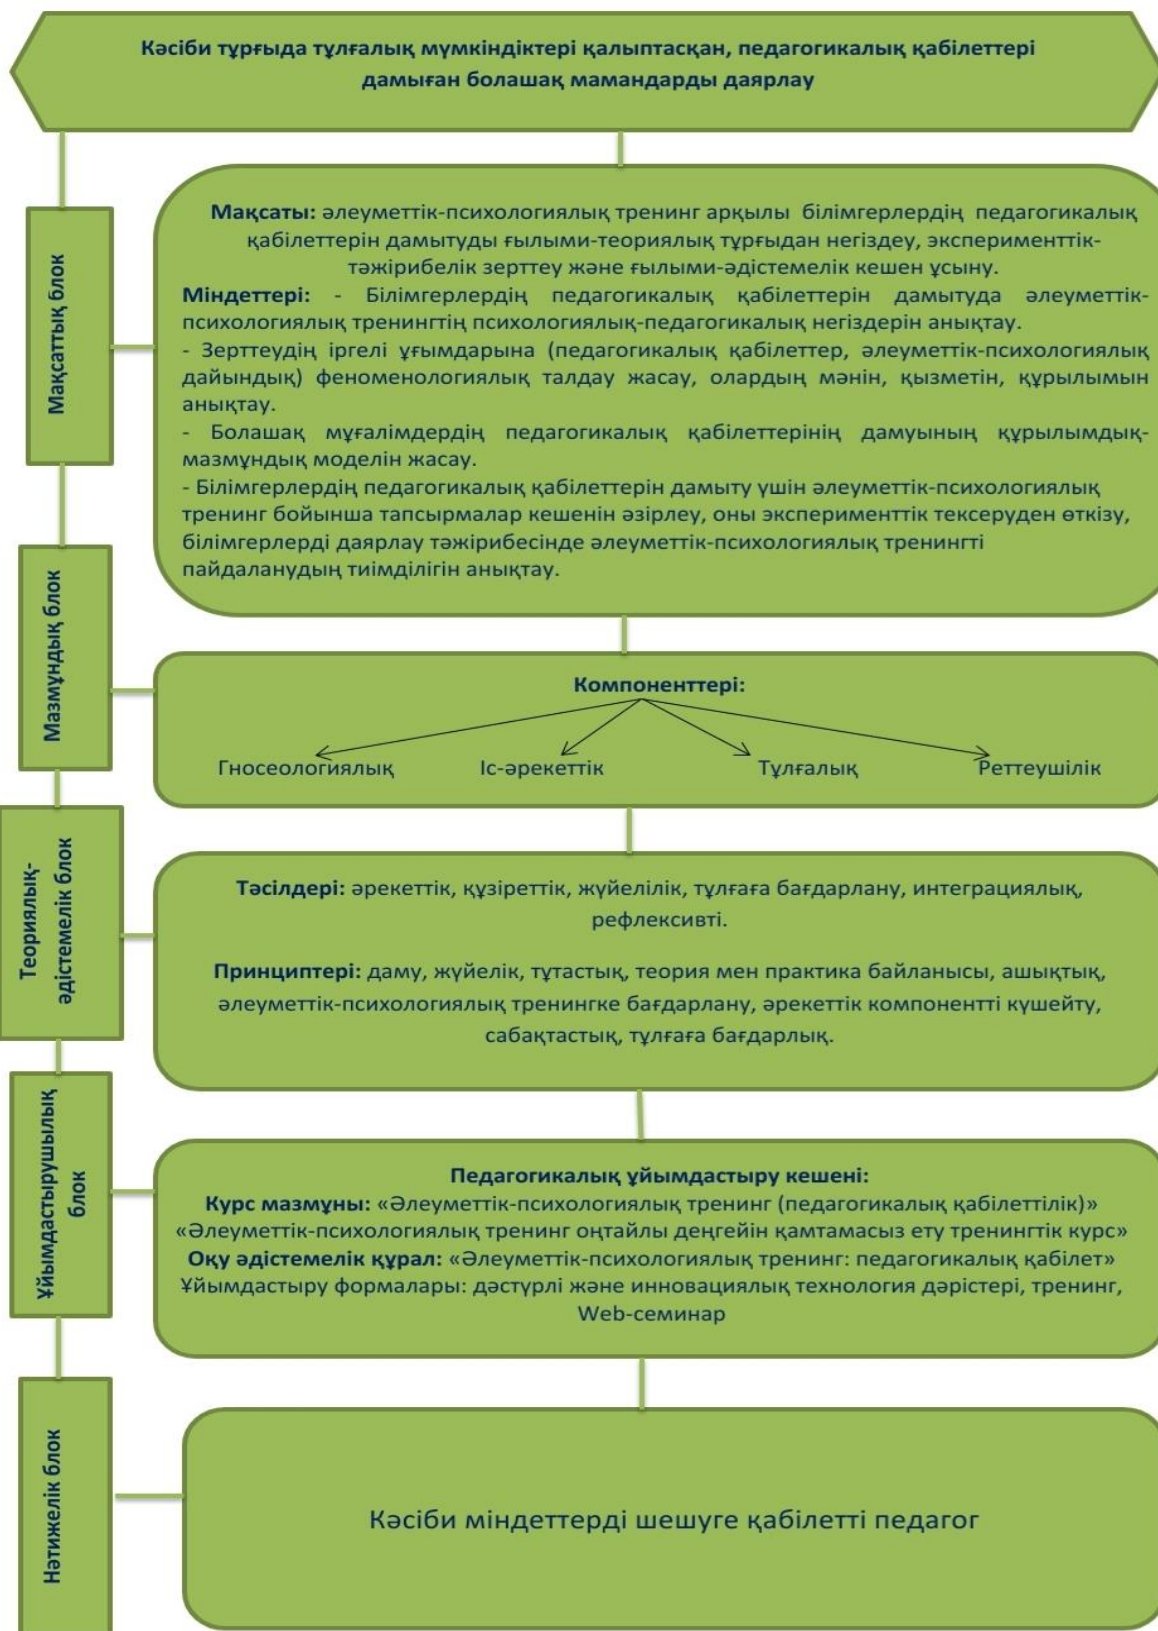 Кәсіби тұрғыда тұлғалық мүмкіндіктері қалыптасқан, педагогикалық қабілеттері
дамыған болашақ мамандарды даярлау
Мақсаттық блок
Мақсаты: әлеуметтік-психологиялық тренинг арқылы білімгерлердің педагогикалық
қабілеттерін дамытуды ғылыми-теориялық тұрғыдан негіздеу, эксперименттік-
тәжірибелік зерттеу және ғылыми-әдістемелік кешен ұсыну.
Міндеттері: - Білімгерлердің педагогикалық қабілеттерін дамытуда әлеуметтік-
психологиялық тренингтің психологиялық-педагогикалық негіздерін анықтау.
- Зерттеудің іргелі ұғымдарына (педагогикалық қабілеттер, әлеуметтік-психологиялық
дайындық) феноменологиялық талдау жасау, олардың мәнін, қызметін, құрылымын
анықтау.
- Болашақ мұғалімдердің педагогикалық қабілеттерінің дамуының құрылымдық-
мазмұндық моделін жасау.
- Білімгерлердің педагогикалық қабілеттерін дамыту үшін әлеуметтік-психологиялық
тренинг бойынша тапсырмалар кешенін әзірлеу, оны эксперименттік тексеруден өткізу,
білімгерлерді даярлау тәжірибесінде әлеуметтік-психологиялық тренингті
пайдаланудың тиімділігін анықтау.
Мазмұндық блок
Компоненттері:
Гносеологиялық Іс-әрекеттік Тұлғалық Реттеушілік
Теориялық-
әдістемелік блок
Тәсілдері: әрекеттік, құзіреттік, жүйелілік, тұлғаға бағдарлану, интеграциялық,
рефлексивті.
Принциптері: даму, жүйелік, тұтастық, теория мен практика байланысы, ашықтық,
әлеуметтік-психологиялық тренингке бағдарлану, әрекеттік компонентті күшейту,
сабақтастық, тұлғаға бағдарлық.
Ұйымдастырушылық
блок
Педагогикалық ұйымдастыру кешені:
Курс мазмұны: «Әлеуметтік-психологиялық тренинг (педагогикалық қабілеттілік)»
«Әлеуметтік-психологиялық тренинг оңтайлы деңгейін қамтамасыз ету тренингтік курс»
Оқу әдістемелік құрал: «Әлеуметтік-психологиялық тренинг: педагогикалық қабілет»
Ұйымдастыру формалары: дәстүрлі және инновациялық технология дәрістері, тренинг,
Web-семинар
Нәтижелік блок
Кәсіби міндеттерді шешуге қабілетті педагог